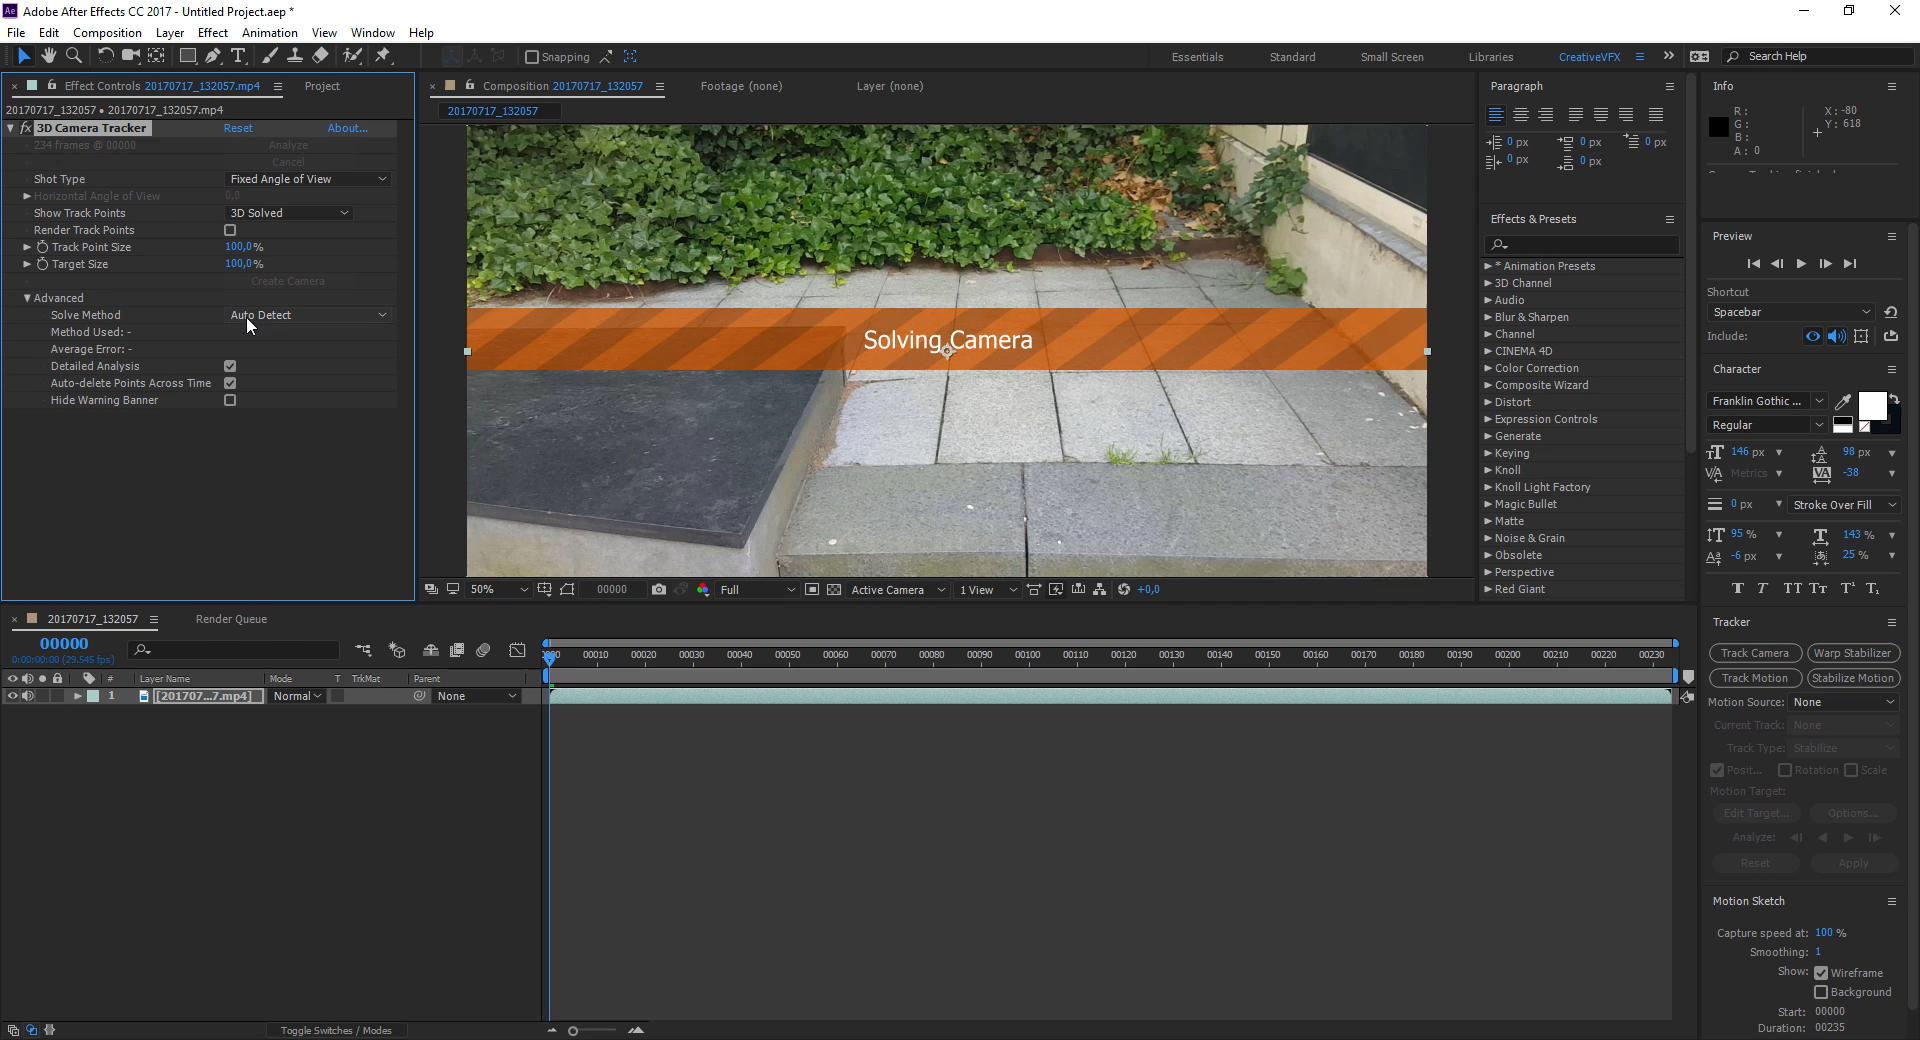 Adobe After Effects CC 2017 - Untitled Project.aep *
File Edit Composition Layer Effect Animation View Window Help
Snapping
Essentials Standard Small Screen Libraries CreativeVFX
Search Help
Effect Controls 20170717_132057.mp4 Project
20170717_132057 • 20170717_132057.mp4
fx 3D Camera Tracker Reset About...
234 frames @ 00000 Analyze
Cancel
Shot Type Fixed Angle of View
Horizontal Angle of View 0,0
Show Track Points 3D Solved
Render Track Points
Track Point Size 100,0%
Target Size 100,0%
Create Camera
Advanced
Solve Method Auto Detect
Method Used: -
Average Error: -
Detailed Analysis
Auto-delete Points Across Time
Hide Warning Banner
Composition 20170717_132057 Footage (none) Layer (none)
20170717_132057
Solving Camera
50% 00000 Full Active Camera 1 View +0,0
Paragraph
0 px 0 px 0 px
0 px 0 px
Effects & Presets
* Animation Presets
3D Channel
Audio
Blur & Sharpen
Channel
CINEMA 4D
Color Correction
Composite Wizard
Distort
Expression Controls
Generate
Keying
Knoll
Knoll Light Factory
Magic Bullet
Matte
Noise & Grain
Obsolete
Perspective
Red Giant
Info
R: X: -80
G: Y: 618
B:
A: 0
Preview
Shortcut
Spacebar
Include:
Character
Franklin Gothic ...
Regular
146 px 98 px
Metrics -38
0 px Stroke Over Fill
95 % 143 %
-6 px 25 %
T T TT Tт T¹ T₁
Tracker
Track Camera Warp Stabilizer
Track Motion Stabilize Motion
Motion Source: None
Current Track: None
Track Type: Stabilize
Posit... Rotation Scale
Motion Target:
Edit Target... Options...
Analyze:
Reset Apply
Motion Sketch
Capture speed at: 100 %
Smoothing: 1
Show: Wireframe
Background
Start: 00000
Duration: 00235
20170717_132057 Render Queue
00000
0:00:00:00 (29.545 fps)
00010 00020 00030 00040 00050 00060 00070 00080 00090 00100 00110 00120 00130 00140 00150 00160 00170 00180 00190 00200 00210 00220 00230
# Layer Name Mode T TrkMat Parent
1 [201707...7.mp4] Normal None
Toggle Switches / Modes